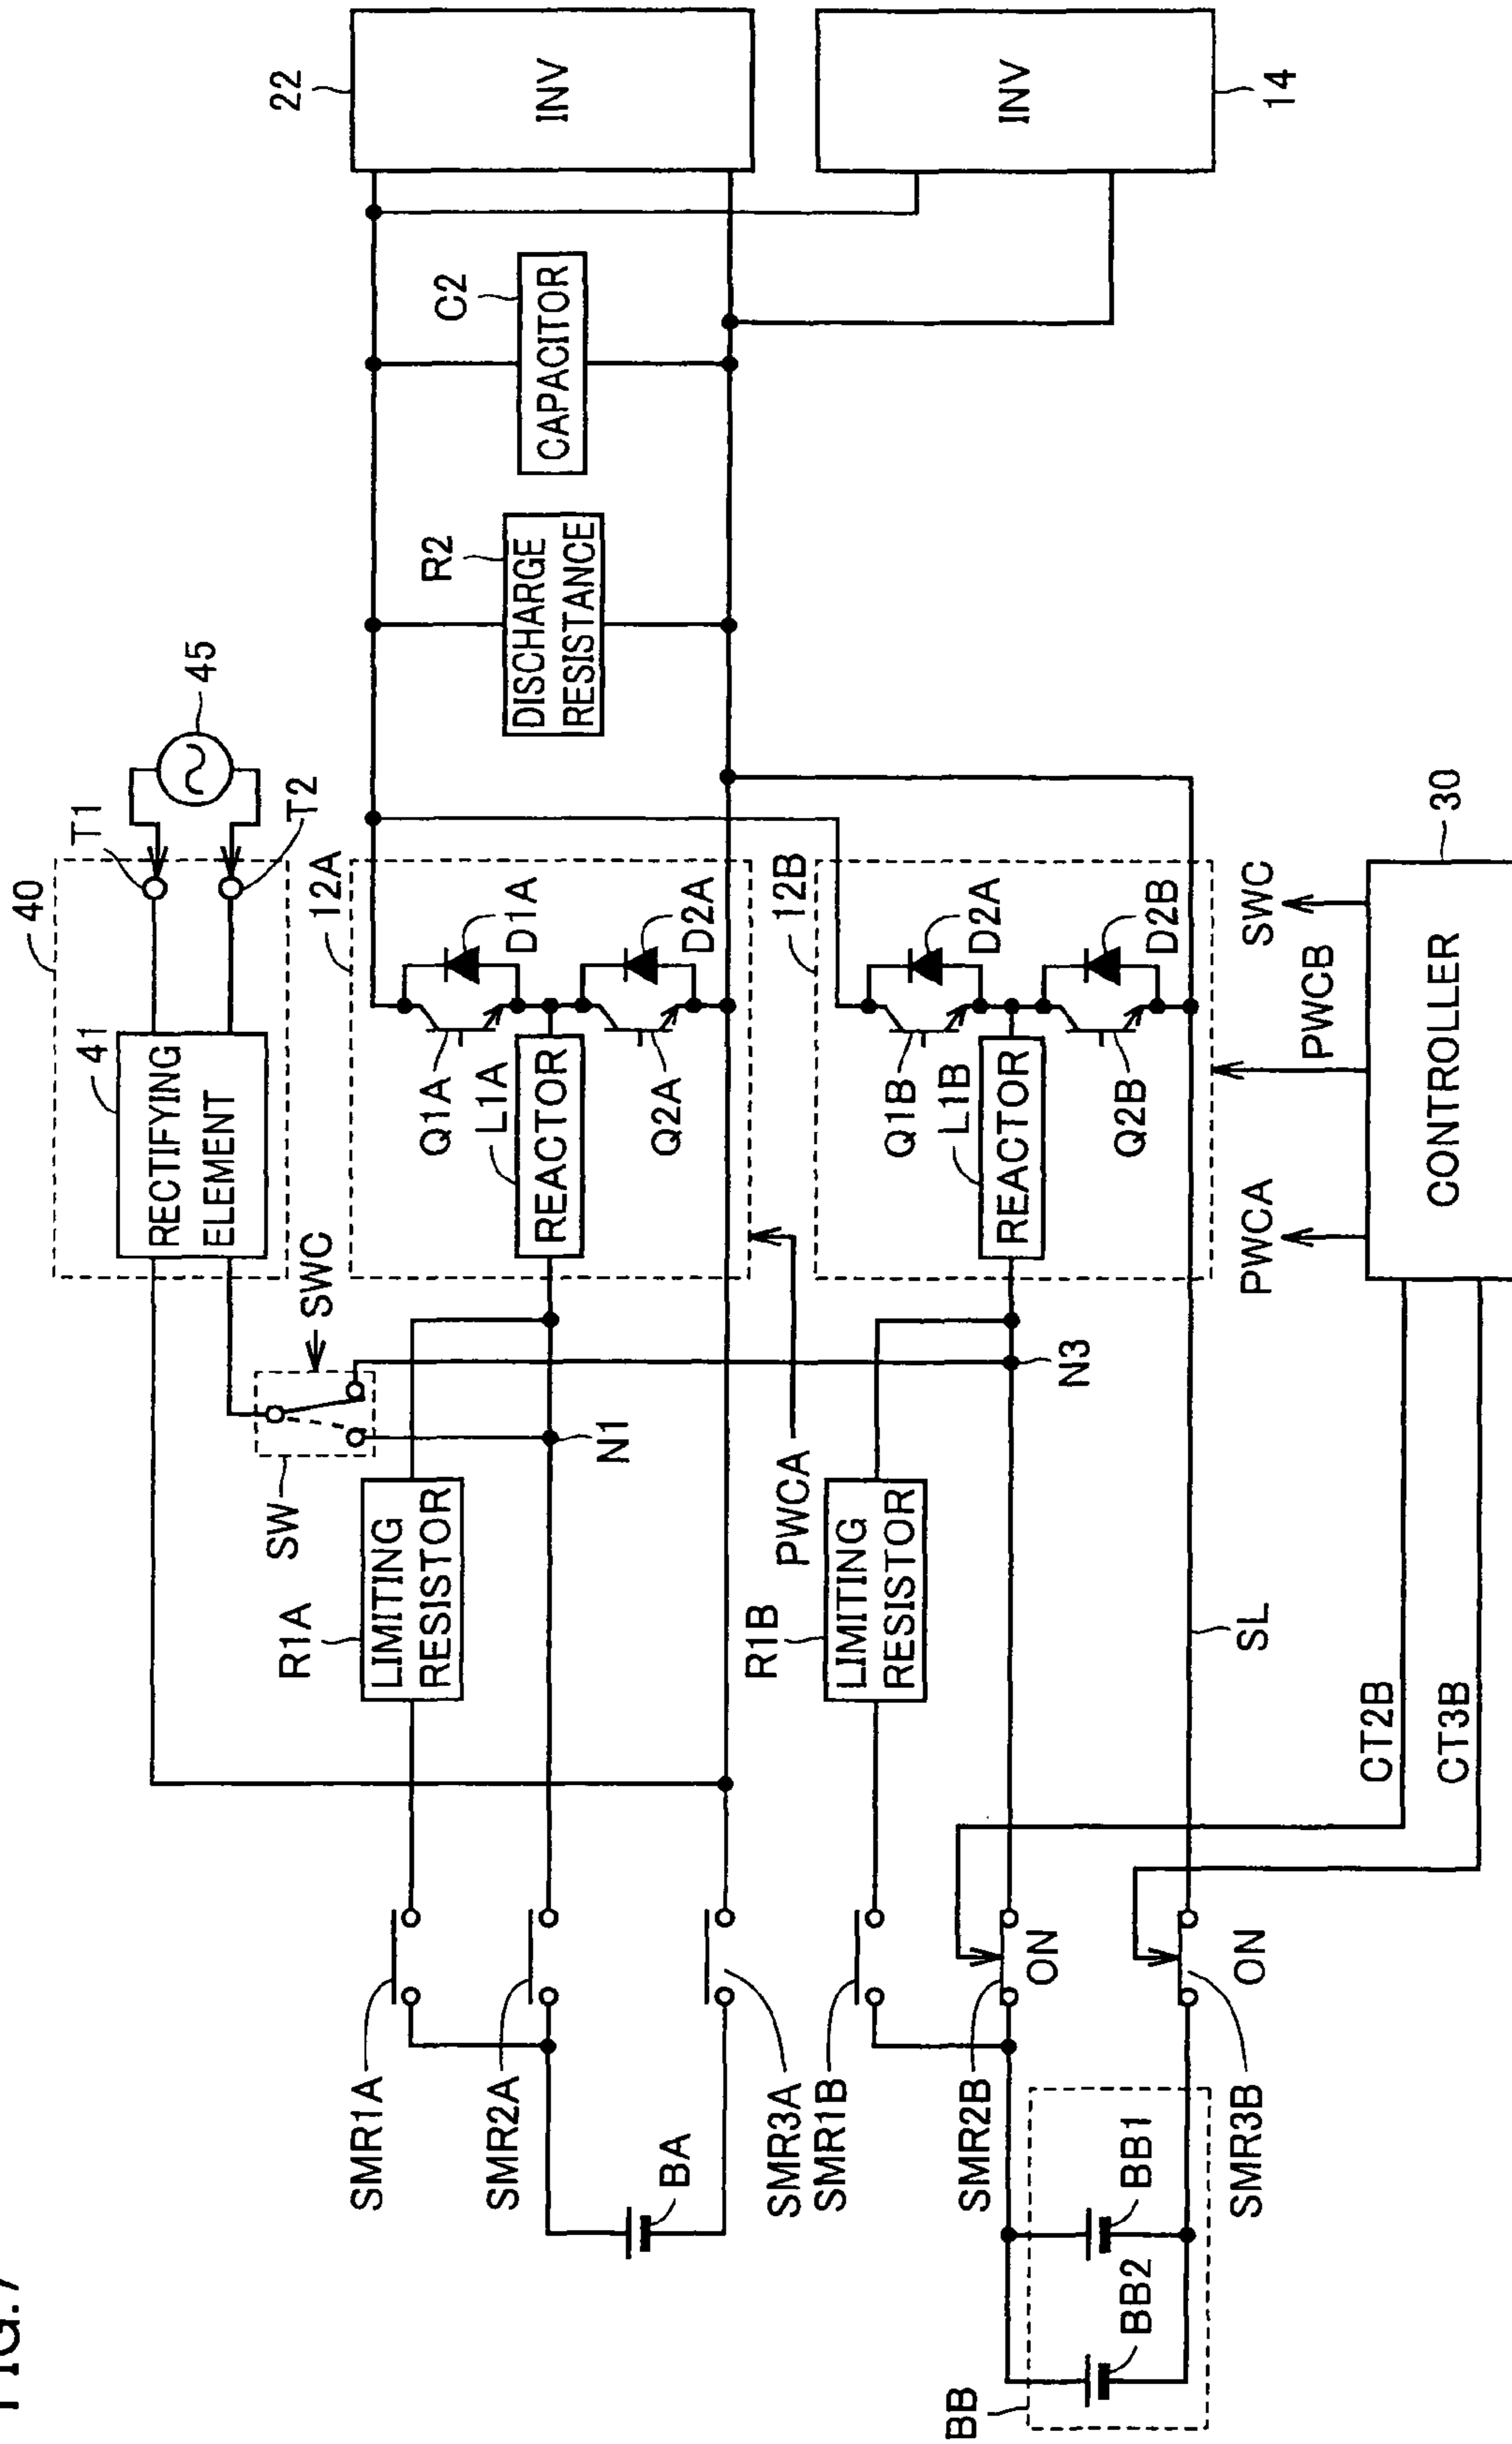 FIG.7
40
41
RECTIFYING
ELEMENT
T1
T2
45
SWC
SW
12A
Q1A
D1A
L1A
REACTOR
Q2A
D2A
R1A
LIMITING
RESISTOR
N1
PWCA
SMR1A
SMR2A
SMR3A
BA
R2
DISCHARGE
RESISTANCE
C2
CAPACITOR
22
INV
14
INV
12B
Q1B
D2A
L1B
REACTOR
Q2B
D2B
R1B
LIMITING
RESISTOR
N3
SL
SMR1B
SMR2B
ON
SMR3B
ON
BB
BB1
BB2
CT2B
CT3B
PWCA
PWCB
SWC
30
CONTROLLER